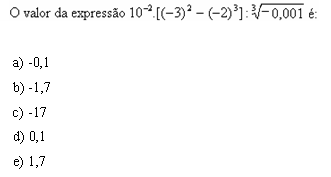 O valor da expressão 10⁻².[(−3)² − (−2)³] : ∛−0,001 é:
a) -0,1
b) -1,7
c) -17
d) 0,1
e) 1,7